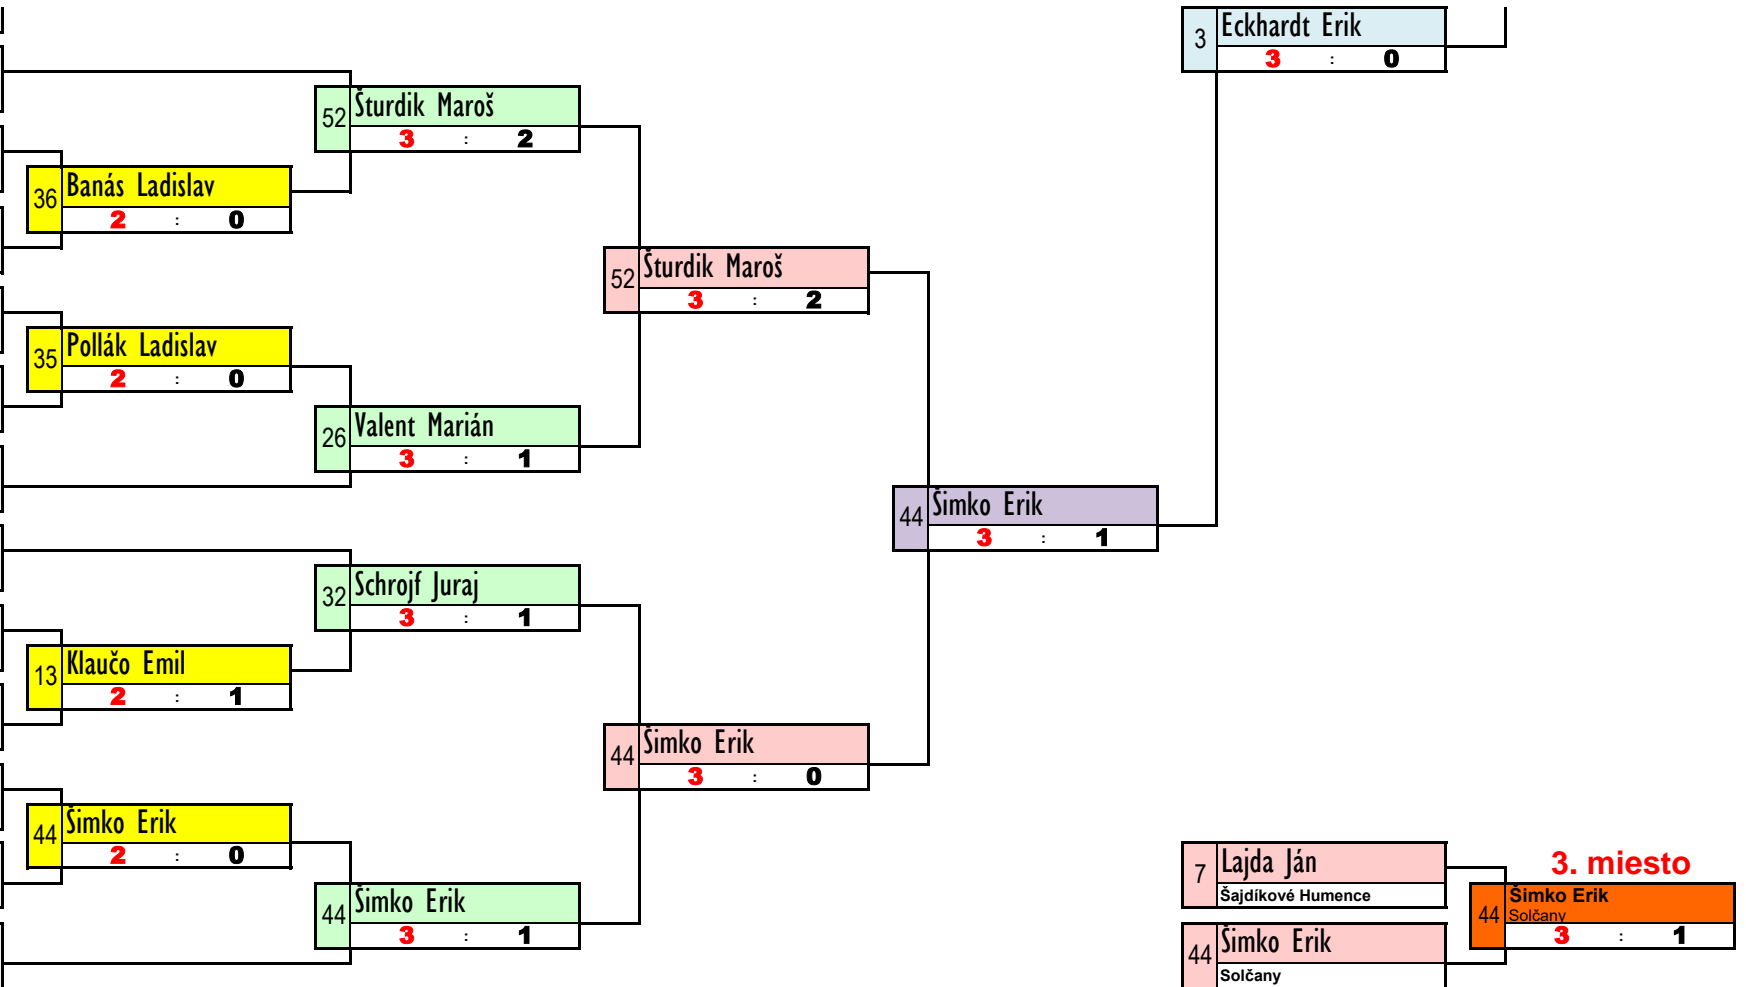 3 Eckhardt Erik
3 : 0
52 Šturdik Maroš
3 : 2
36 Banás Ladislav
2 : 0
52 Šturdik Maroš
3 : 2
35 Pollák Ladislav
2 : 0
26 Valent Marián
3 : 1
44 Šimko Erik
3 : 1
32 Schrojf Juraj
3 : 1
13 Klaučo Emil
2 : 1
44 Šimko Erik
3 : 0
44 Šimko Erik
2 : 0
44 Šimko Erik
3 : 1
7 Lajda Ján
Šajdíkové Humence
3. miesto
44 Šimko Erik
Solčany
3 : 1
44 Šimko Erik
Solčany